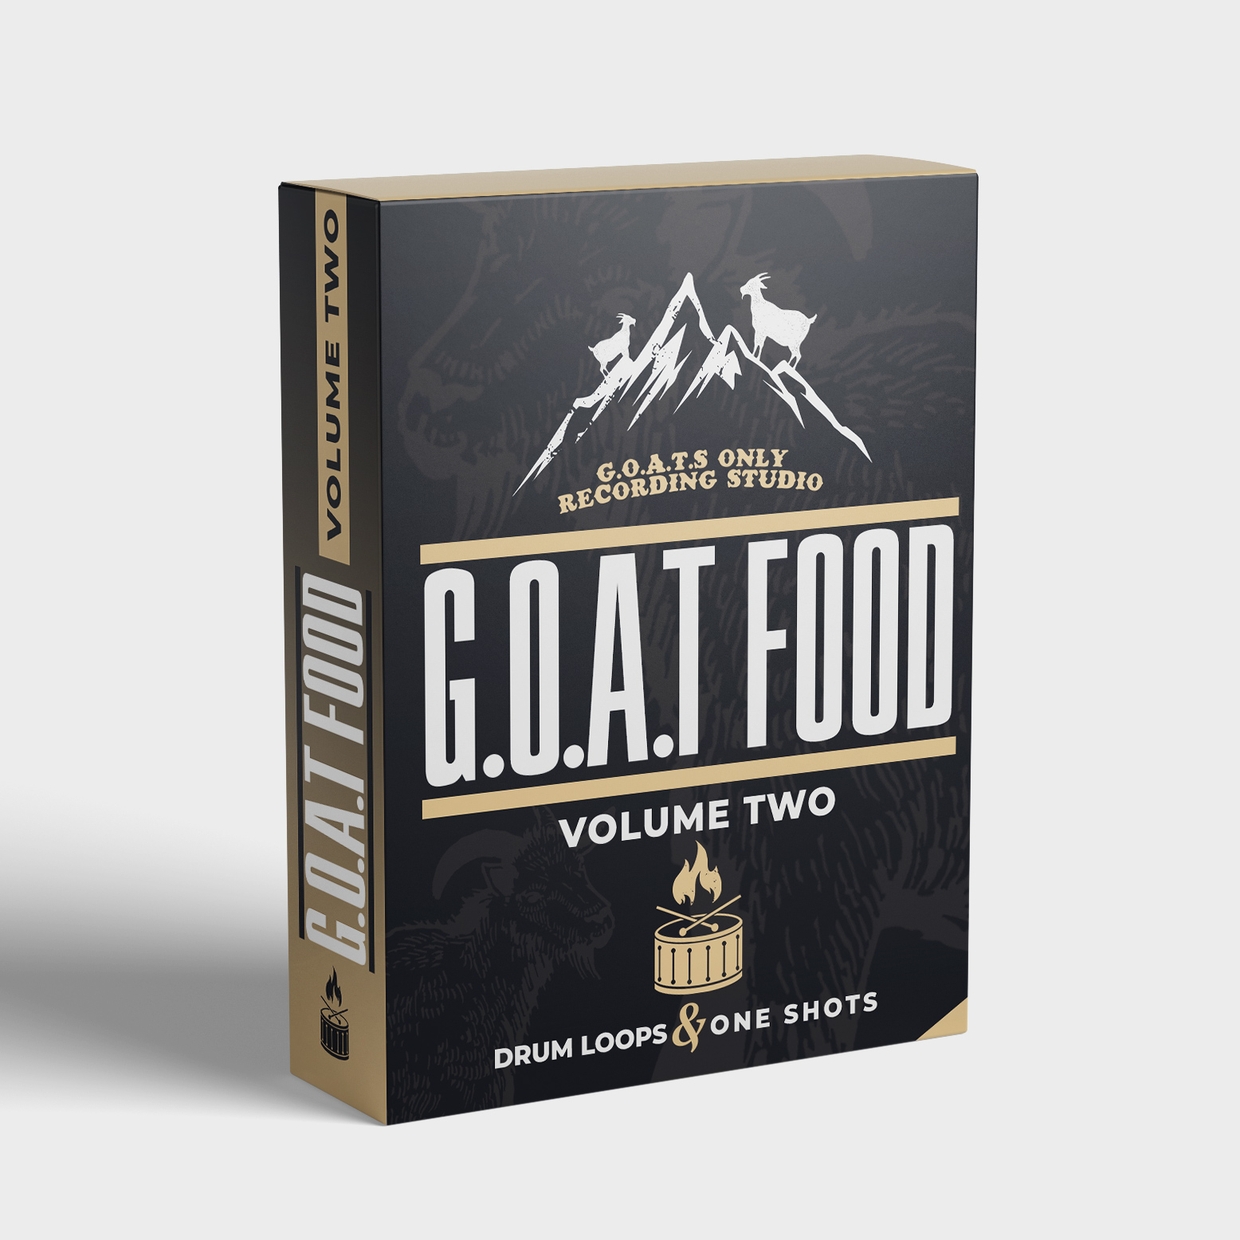 VOLUME TWO
G.O.A.T FOOD
G.O.A.T.S ONLY
RECORDING STUDIO
G.O.A.T FOOD
VOLUME TWO
DRUM LOOPS & ONE SHOTS